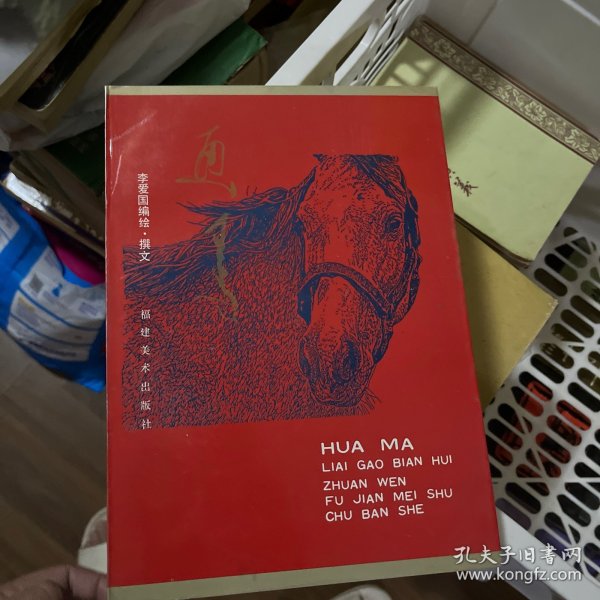 画马
李爱国编绘·撰文
福建美术出版社
HUA MA
LIAI GAO BIAN HUI
ZHUAN WEN
FU JIAN MEI SHU
CHU BAN SHE
孔夫子旧书网
www.kongfz.com